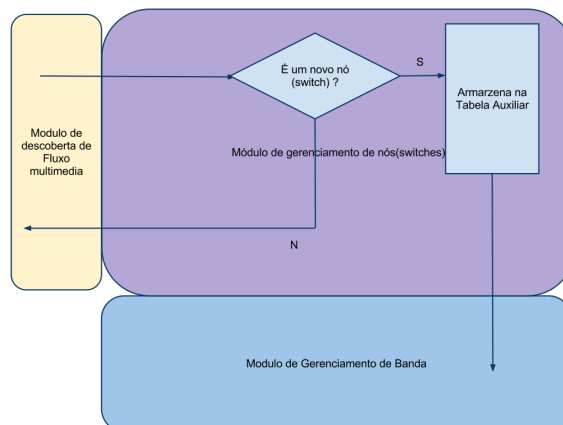 É um novo nó
(switch) ?
S
Armarzena na
Tabela Auxiliar
Modulo de
descoberta de
Fluxo
multimedia
Módulo de gerenciamento de nós(switches)
N
Modulo de Gerenciamento de Banda